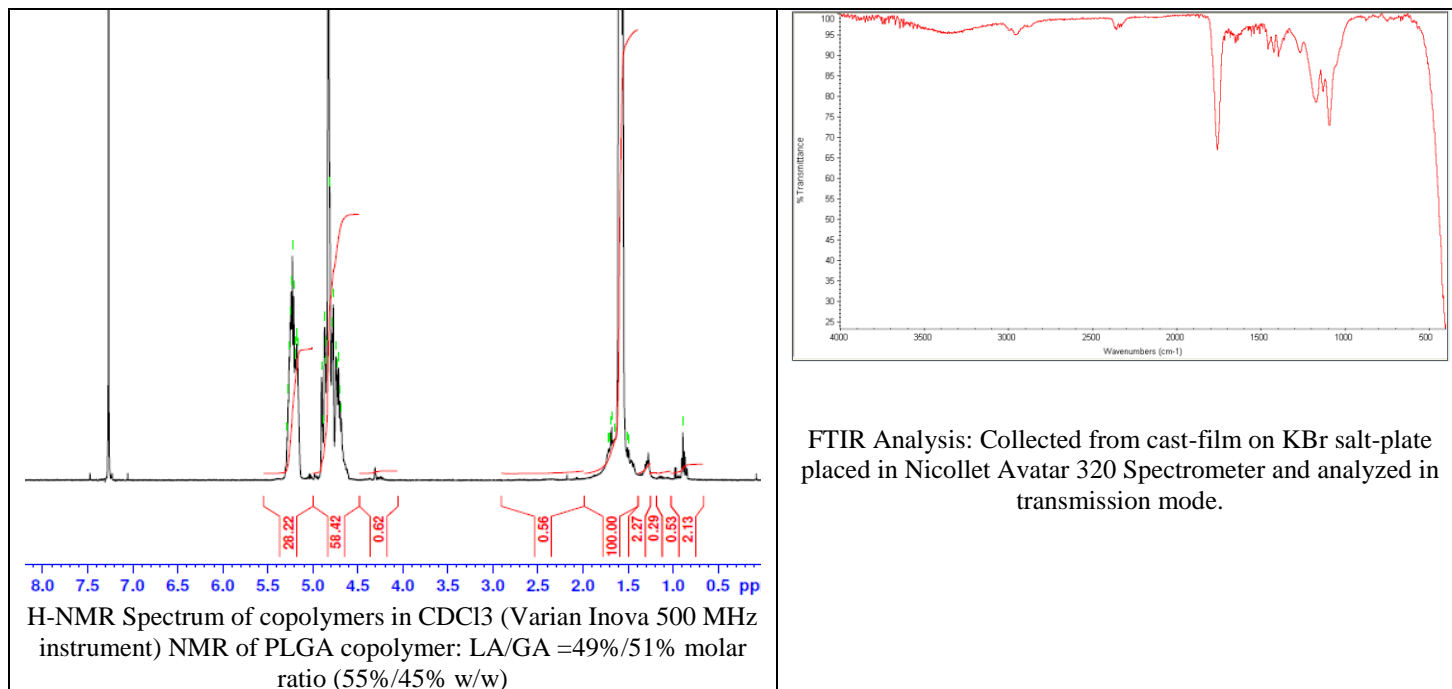 28.22
58.42
0.62
0.56
100.00
2.27
0.29
0.53
2.13
8.0 7.5 7.0 6.5 6.0 5.5 5.0 4.5 4.0 3.5 3.0 2.5 2.0 1.5 1.0 0.5 pp
H-NMR Spectrum of copolymers in CDCl3 (Varian Inova 500 MHz
instrument) NMR of PLGA copolymer: LA/GA =49%/51% molar
ratio (55%/45% w/w)
100
95
90
85
80
75
70
65
60
55
50
45
40
35
30
25
%Transmittance
4000 3500 3000 2500 2000 1500 1000 500
Wavenumbers (cm-1)
FTIR Analysis: Collected from cast-film on KBr salt-plate
placed in Nicollet Avatar 320 Spectrometer and analyzed in
transmission mode.